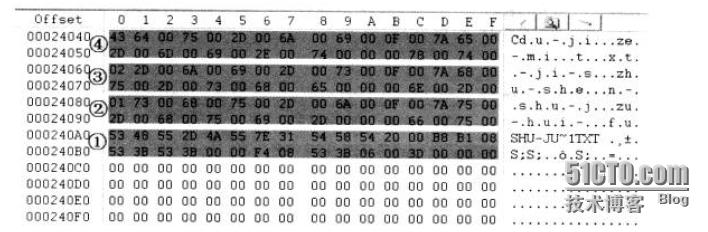 Offset 0 1 2 3 4 5 6 7 8 9 A B C D E F
00024040 43 64 00 75 00 2D 00 6A 00 69 00 0F 00 7A 65 00 Cd.u.-.j.i...ze.
④
00024050 2D 00 6D 00 69 00 2E 00 74 00 00 00 78 00 74 00 -.m.i...t...x.t.
00024060 02 2D 00 6A 00 69 00 2D 00 73 00 0F 00 7A 68 00 .-.j.i.-.s...zh.
③
00024070 75 00 2D 00 73 00 68 00 65 00 00 00 6E 00 2D 00 u.-.s.h.e...n.-.
00024080 01 73 00 68 00 75 00 2D 00 6A 00 0F 00 7A 75 00 .s.h.u.-.j...zu.
②
00024090 2D 00 68 00 75 00 69 00 2D 00 00 00 66 00 75 00 -.h.u.i.-...f.u.
①
000240A0 53 48 55 2D 4A 55 7E 31 54 58 54 20 00 B8 B1 08 SHU-JU~1TXT .¸±.
000240B0 53 3B 53 3B 00 00 F4 08 53 3B 06 00 3D 00 00 00 S;S;..ô.S;..
000240C0 00 00 00 00 00 00 00 00 00 00 00 00 00 00 00 00
000240D0 00 00 00 00 00 00 00 00 00 00 00 00 00 00 00 00
000240E0 00 00 00 00 00 00 00 00 00 00 00 00 00 00 00 00
000240F0 00 00 00 00 00 00 00 00 00 00 00 00 00 00 00 00
51CTO.com
技术博客 Blog